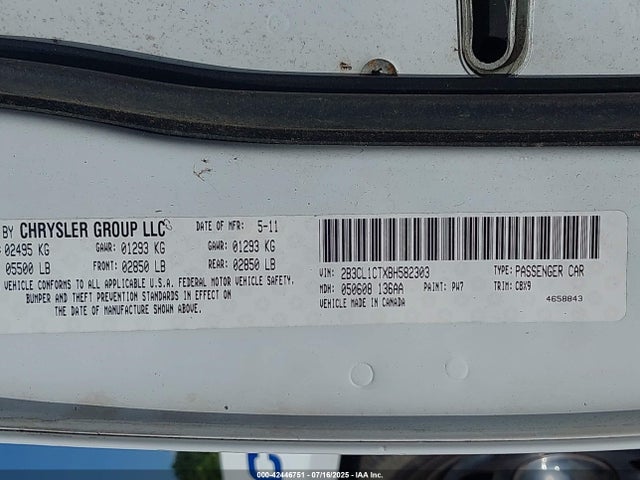 BY CHRYSLER GROUP LLC DATE OF MFR: 5-11
02495 KG GAWR: 01293 KG GAWR: 01293 KG
05500 LB FRONT: 02850 LB REAR: 02850 LB
VEHICLE CONFORMS TO ALL APPLICABLE U.S.A. FEDERAL MOTOR VEHICLE SAFETY,
BUMPER AND THEFT PREVENTION STANDARDS IN EFFECT ON
THE DATE OF MANUFACTURE SHOWN ABOVE.
VIN: 2B3CL1CTXBH582303 TYPE: PASSENGER CAR
MDH: 050608 136AA PAINT: PW7 TRIM: CBX9
VEHICLE MADE IN CANADA 4658843
C
© 000-42446751 - 07/16/2025 - IAA Inc.